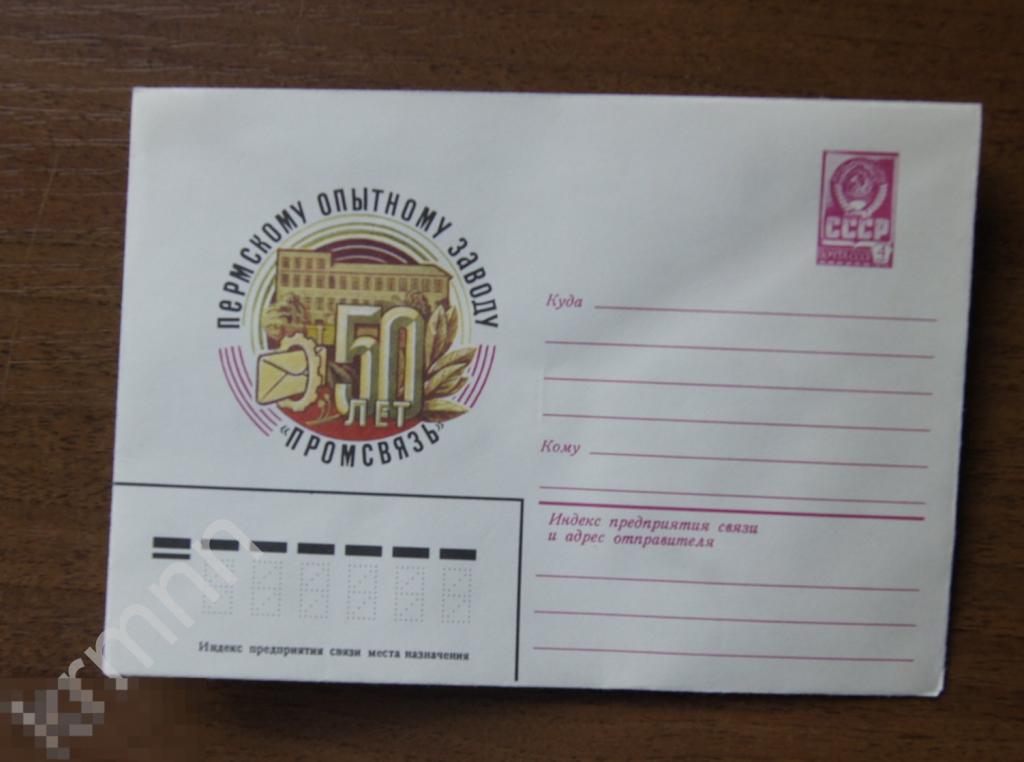 ПЕРМСКОМУ ОПЫТНОМУ ЗАВОДУ
50
ЛЕТ
«ПРОМСВЯЗЬ»
СССР
4
Куда
Кому
Индекс предприятия связи
и адрес отправителя
Индекс предприятия связи места назначения